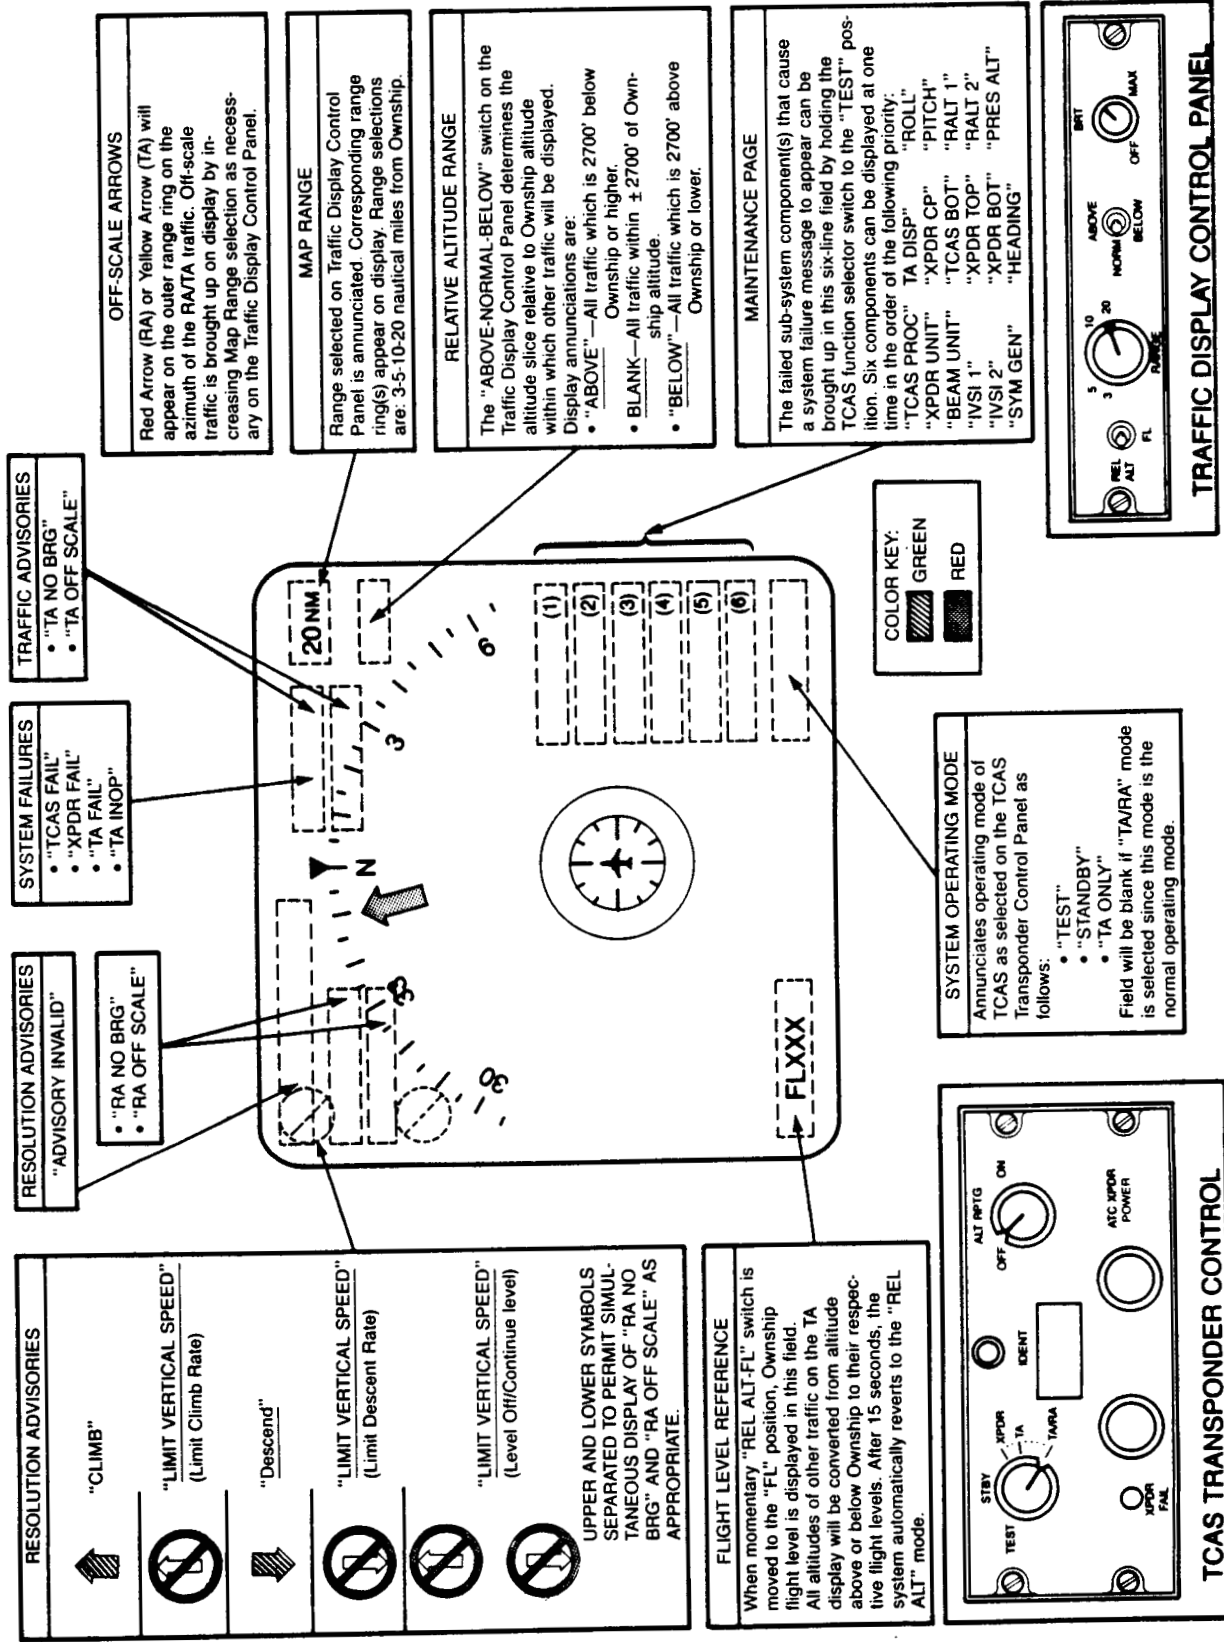 RESOLUTION ADVISORIES
"CLIMB"
"LIMIT VERTICAL SPEED"
(Limit Climb Rate)
"Descend"
"LIMIT VERTICAL SPEED"
(Limit Descent Rate)
"LIMIT VERTICAL SPEED"
(Level Off/Continue level)
UPPER AND LOWER SYMBOLS
SEPARATED TO PERMIT SIMUL-
TANEOUS DISPLAY OF "RA NO
BRG" AND "RA OFF SCALE" AS
APPROPRIATE.
RESOLUTION ADVISORIES
"ADVISORY INVALID"
• "RA NO BRG"
• "RA OFF SCALE"
SYSTEM FAILURES
• "TCAS FAIL"
• "XPDR FAIL"
• "TA FAIL"
• "TA INOP"
TRAFFIC ADVISORIES
• "TA NO BRG"
• "TA OFF SCALE"
OFF-SCALE ARROWS
Red Arrow (RA) or Yellow Arrow (TA) will
appear on the outer range ring on the
azimuth of the RA/TA traffic. Off-scale
traffic is brought up on display by in-
creasing Map Range selection as necess-
ary on the Traffic Display Control Panel.
MAP RANGE
Range selected on Traffic Display Control
Panel is annunciated. Corresponding range
ring(s) appear on display. Range selections
are: 3-5-10-20 nautical miles from Ownship.
RELATIVE ALTITUDE RANGE
The "ABOVE-NORMAL-BELOW" switch on the
Traffic Display Control Panel determines the
altitude slice relative to Ownship altitude
within which other traffic will be displayed.
Display annunciations are:
• "ABOVE"—All traffic which is 2700' below
Ownship or higher.
• BLANK—All traffic within ± 2700' of Own-
ship altitude.
• "BELOW"—All traffic which is 2700' above
Ownship or lower.
MAINTENANCE PAGE
The failed sub-system component(s) that cause
a system failure message to appear can be
brought up in this six-line field by holding the
TCAS function selector switch to the "TEST" pos-
ition. Six components can be displayed at one
time in the order of the following priority:
"TCAS PROC" TA DISP" "ROLL"
"XPDR UNIT" "XPDR CP" "PITCH"
"BEAM UNIT" "TCAS BOT" "RALT 1"
"IVSI 1" "XPDR TOP" "RALT 2"
"IVSI 2" "XPDR BOT" "PRES ALT"
"SYM GEN" "HEADING"
20 NM
30
33
N
3
6
(1)
(2)
(3)
(4)
(5)
(6)
FLXXX
FLIGHT LEVEL REFERENCE
When momentary "REL ALT-FL" switch is
moved to the "FL" position, Ownship
flight level is displayed in this field.
All altitudes of other traffic on the TA
display will be converted from altitude
above or below Ownship to their respec-
tive flight levels. After 15 seconds, the
system automatically reverts to the "REL
ALT" mode.
SYSTEM OPERATING MODE
Annunciates operating mode of
TCAS as selected on the TCAS
Transponder Control Panel as
follows:
• "TEST"
• "STANDBY"
• "TA ONLY"
Field will be blank if "TA/RA" mode
is selected since this mode is the
normal operating mode.
COLOR KEY:
GREEN
RED
TEST
STBY
XPDR
TA
TA/RA
XPDR
FAIL
IDENT
ALT RPTG
OFF
ON
ATC XPDR
POWER
TCAS TRANSPONDER CONTROL
REL
ALT
FL
3
5
10
20
RANGE
ABOVE
NORM
BELOW
BRT
OFF
MAX
TRAFFIC DISPLAY CONTROL PANEL